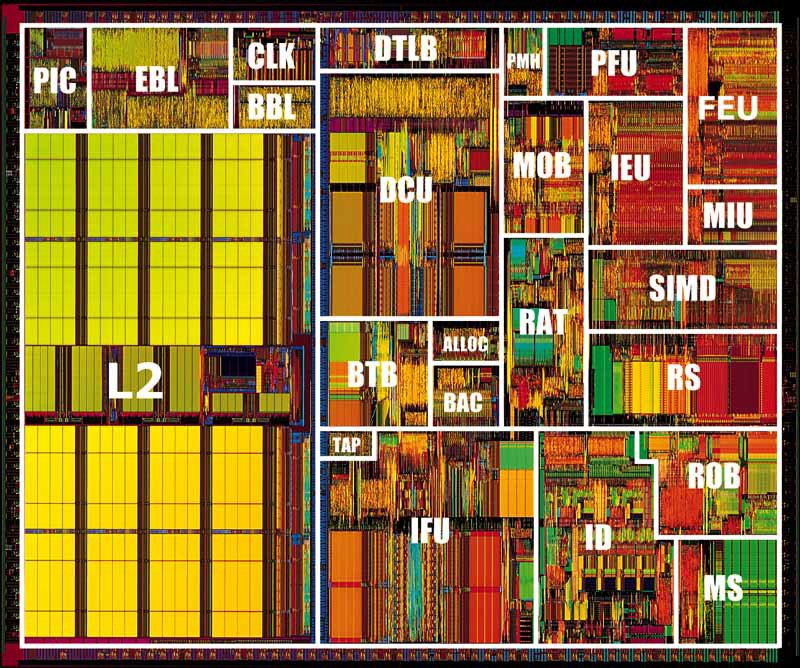 PIC
EBL
CLK
BBL
DTLB
PMH
PFU
FEU
DCU
MOB
IEU
MIU
SIMD
RAT
L2
BTB
ALLOC
BAC
RS
TAP
IFU
ID
ROB
MS